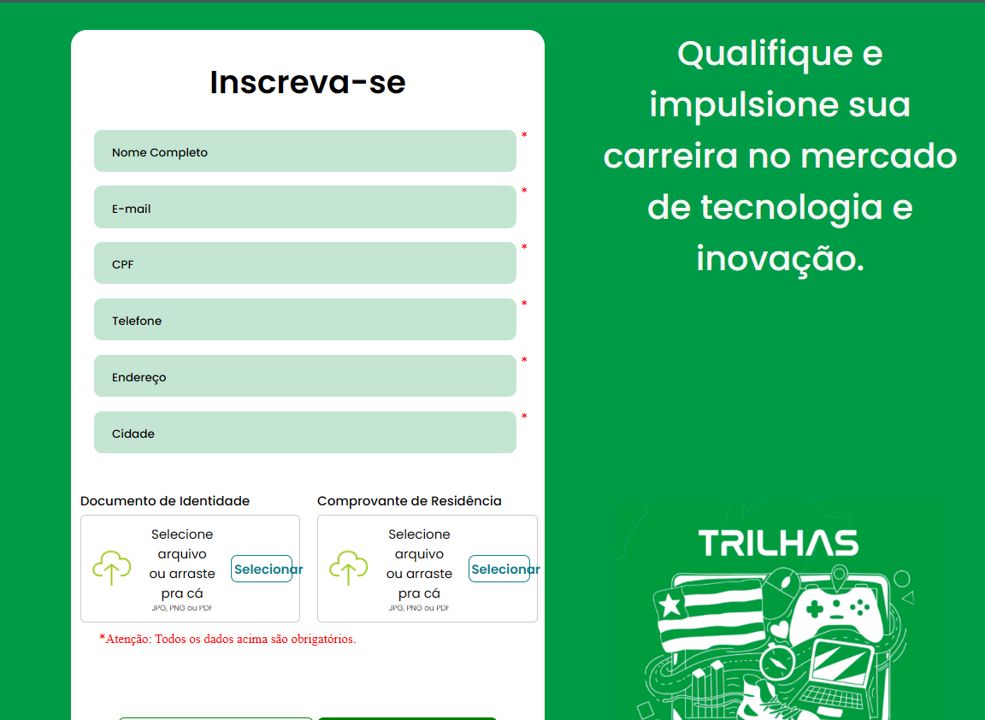 Inscreva-se
Nome Completo
*
E-mail
*
CPF
*
Telefone
*
Endereço
*
Cidade
*
Documento de Identidade
Selecione
arquivo
ou arraste
pra cá
JPG, PNG ou PDF
Selecionar
Comprovante de Residência
Selecione
arquivo
ou arraste
pra cá
JPG, PNG ou PDF
Selecionar
*Atenção: Todos os dados acima são obrigatórios.
Qualifique e
impulsione sua
carreira no mercado
de tecnologia e
inovação.
TRILHAS